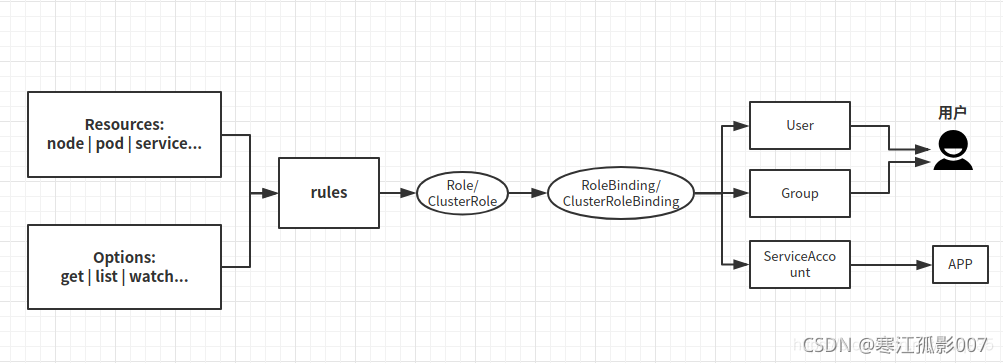 Resources:
node | pod | service...
Options:
get | list | watch...
rules
Role/
ClusterRole
RoleBinding/
ClusterRoleBinding
User
Group
ServiceAcco
unt
用户
APP
CSDN @寒江孤影007